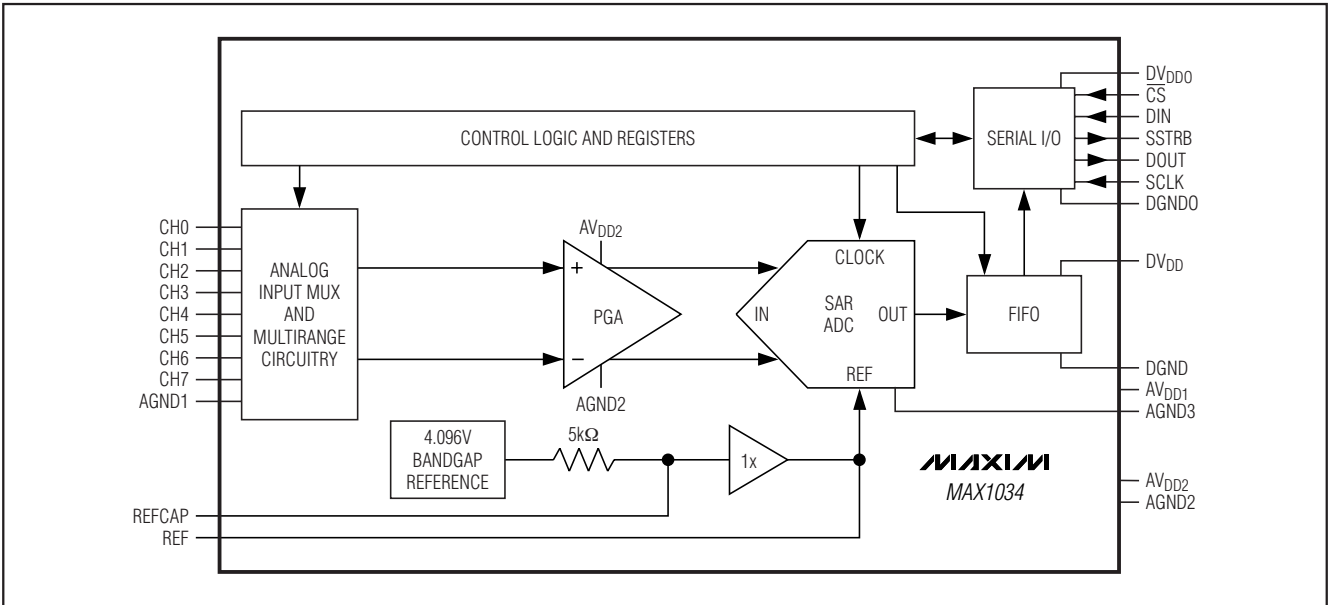 CONTROL LOGIC AND REGISTERS
SERIAL I/O
DVDDO
CS
DIN
SSTRB
DOUT
SCLK
DGNDO
CH0
CH1
CH2
CH3
CH4
CH5
CH6
CH7
AGND1
ANALOG
INPUT MUX
AND
MULTIRANGE
CIRCUITRY
AVDD2
+
PGA
−
AGND2
CLOCK
IN
SAR
ADC
OUT
REF
FIFO
DVDD
DGND
AVDD1
AGND3
4.096V
BANDGAP
REFERENCE
5kΩ
1x
MAXIM
MAX1034
AVDD2
AGND2
REFCAP
REF